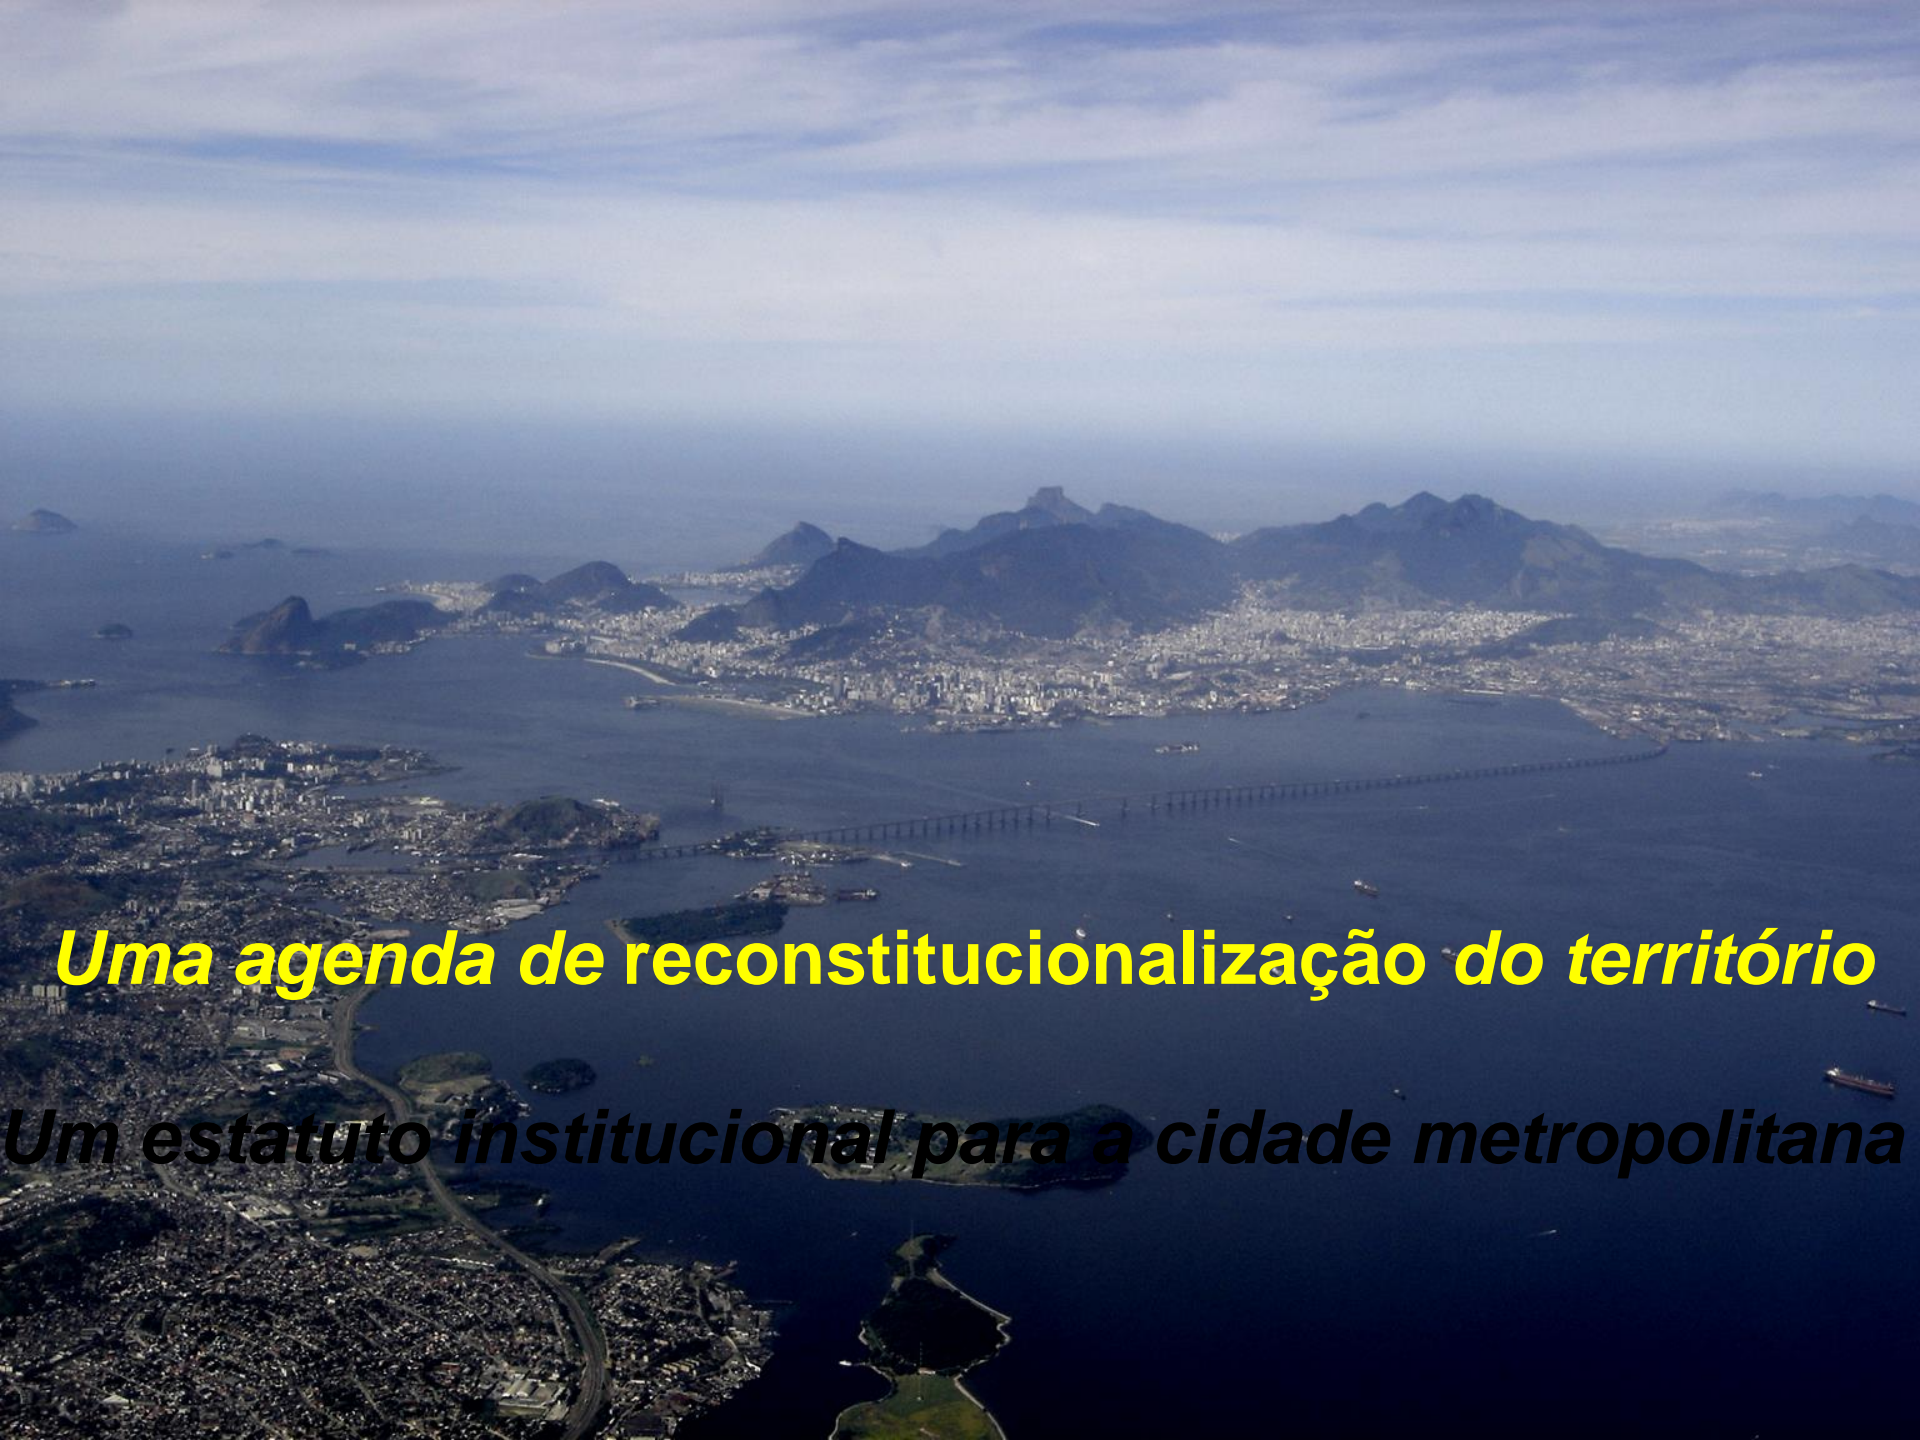 Uma agenda de reconstitucionalização do território
Um estatuto institucional para a cidade metropolitana